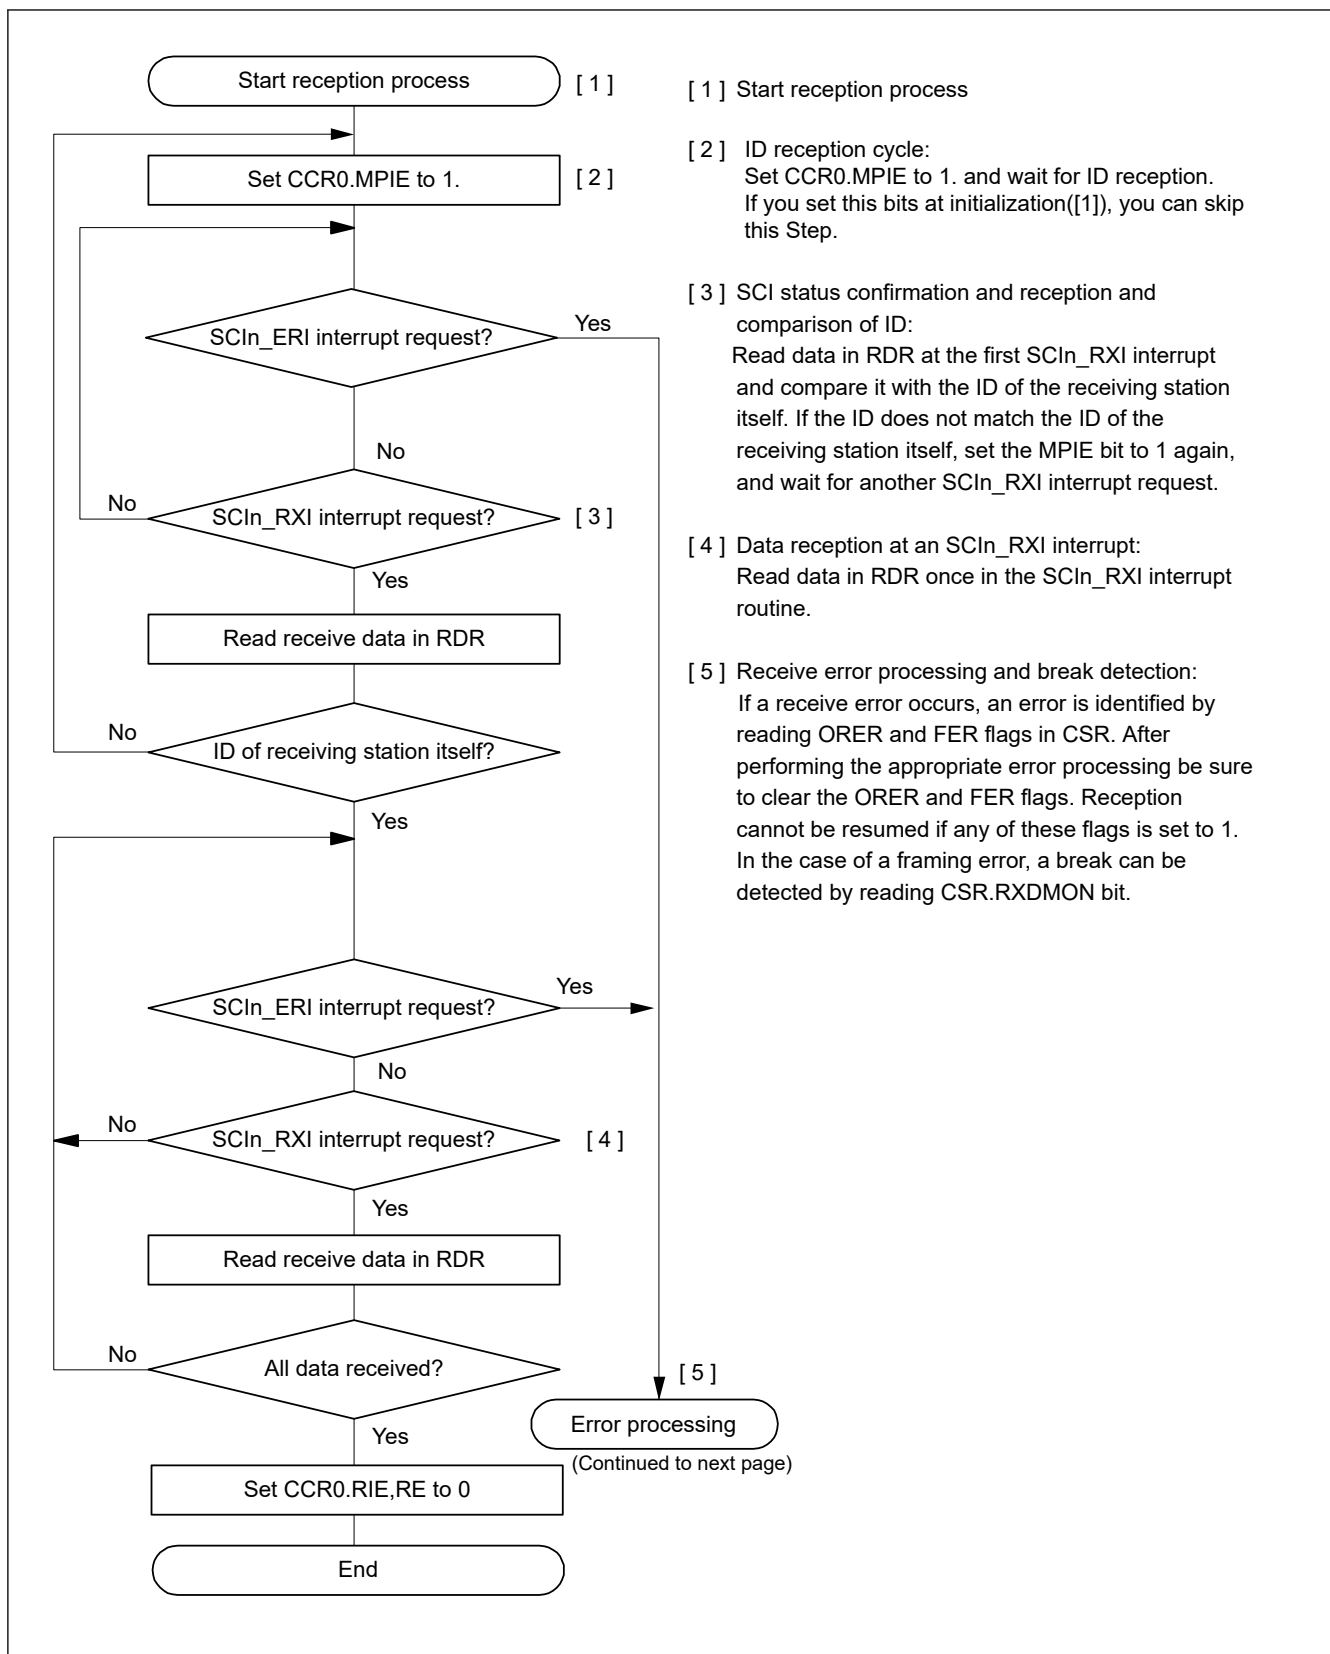 Start reception process
[ 1 ]
Set CCR0.MPIE to 1.
[ 2 ]
SCIn_ERI interrupt request?
Yes
No
SCIn_RXI interrupt request?
No
[ 3 ]
Yes
Read receive data in RDR
No
ID of receiving station itself?
Yes
SCIn_ERI interrupt request?
Yes
No
No
SCIn_RXI interrupt request?
[ 4 ]
Yes
Read receive data in RDR
No
All data received?
[ 5 ]
Error processing
(Continued to next page)
Yes
Set CCR0.RIE,RE to 0
End
[ 1 ] Start reception process
[ 2 ] ID reception cycle:
Set CCR0.MPIE to 1. and wait for ID reception.
If you set this bits at initialization([1]), you can skip
this Step.
[ 3 ] SCI status confirmation and reception and
comparison of ID:
Read data in RDR at the first SCIn_RXI interrupt
and compare it with the ID of the receiving station
itself. If the ID does not match the ID of the
receiving station itself, set the MPIE bit to 1 again,
and wait for another SCIn_RXI interrupt request.
[ 4 ] Data reception at an SCIn_RXI interrupt:
Read data in RDR once in the SCIn_RXI interrupt
routine.
[ 5 ] Receive error processing and break detection:
If a receive error occurs, an error is identified by
reading ORER and FER flags in CSR. After
performing the appropriate error processing be sure
to clear the ORER and FER flags. Reception
cannot be resumed if any of these flags is set to 1.
In the case of a framing error, a break can be
detected by reading CSR.RXDMON bit.